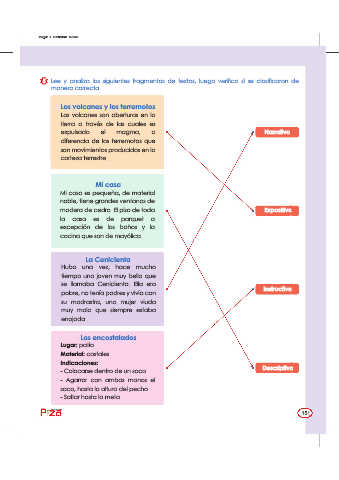 Lee y analiza los siguientes fragmentos de textos, luego verifica si se clasificaron de
manera correcta
Los volcanes y los terremotos
Los volcanes son aberturas en la
tierra a través de las cuales es
expulsado el magma, a
diferencia de los terremotos que
son movimientos producidos en la
corteza terrestre
Narrativo
Mi casa
Mi casa es pequeña, de material
noble, tiene grandes ventanas de
madera de cedro. El piso de toda
la casa es de parquet a
excepción de los baños y la
cocina que son de mayólica
Expositivo
La Cenicienta
Hubo una vez, hace mucho
tiempo una joven muy bella que
se llamaba Cenicienta. Ella era
pobre, no tenía padres y vivía con
su madrastra, una mujer viuda
muy mala que siempre estaba
enojada
Instructivo
Los encostalados
Lugar: patio
Material: costales
Indicaciones:
- Colocarse dentro de un saco
- Agarrar con ambas manos el
saco, hasta la altura del pecho
- Saltar hasta la meta
Descriptivo